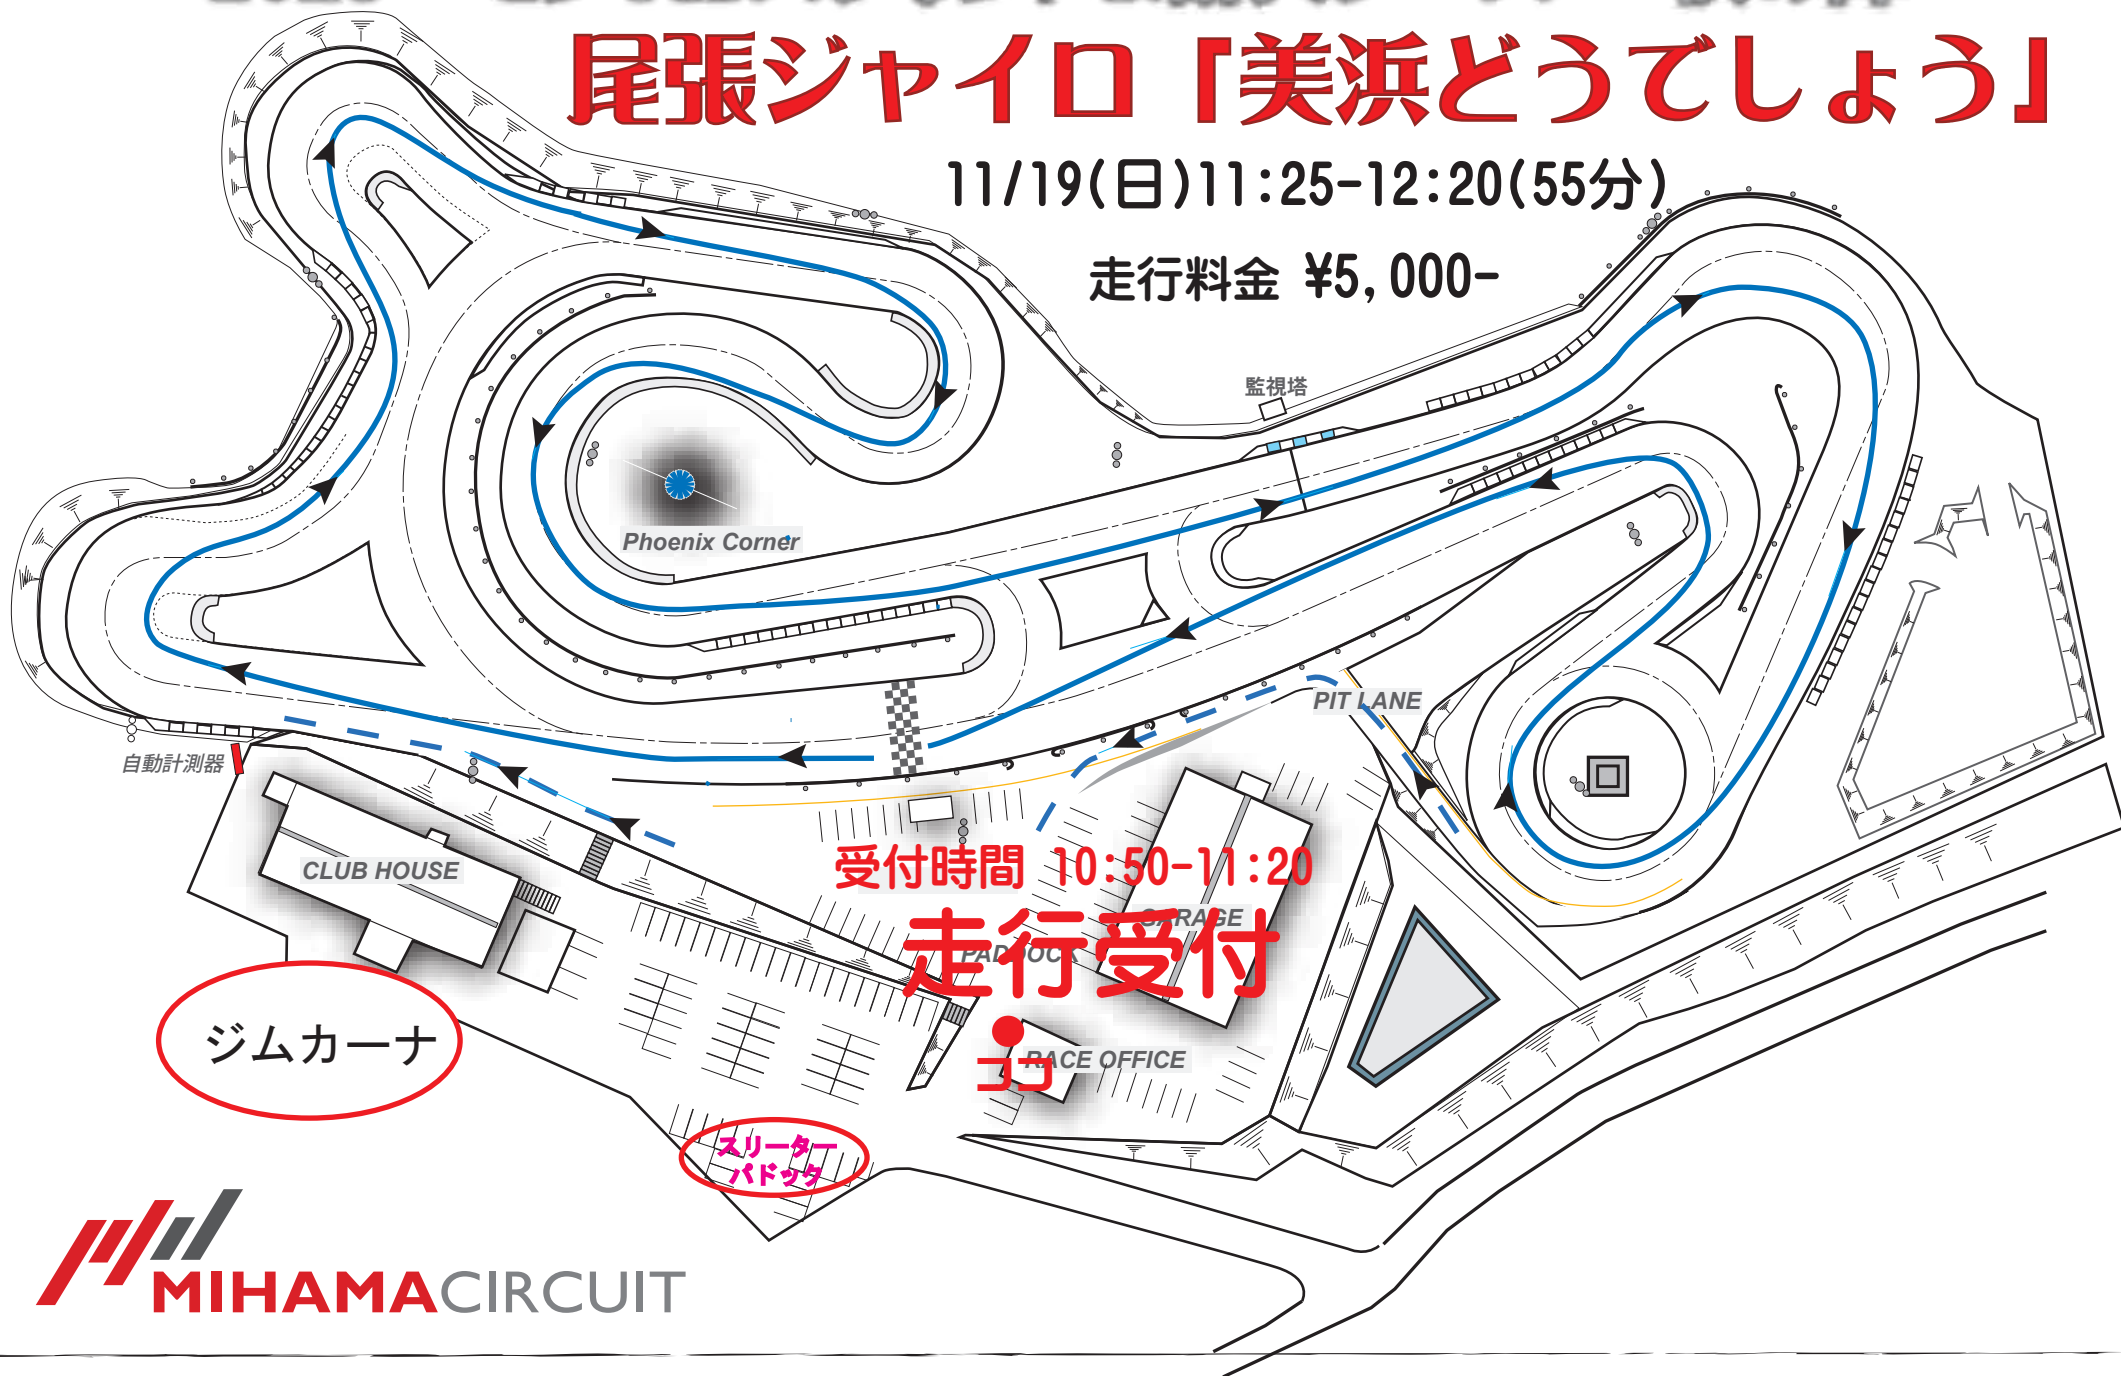 尾張ジャイロ「美浜どうでしょう」
11/19(日)11:25-12:20(55分)
走行料金 ¥5,000-
監視塔
Phoenix Corner
PIT LANE
自動計測器
CLUB HOUSE
受付時間 10:50-11:20
GARAGE
走行受付
PADDOCK
ジムカーナ
RACE OFFICE
ココ
スリーター
パドック
MIHAMACIRCUIT